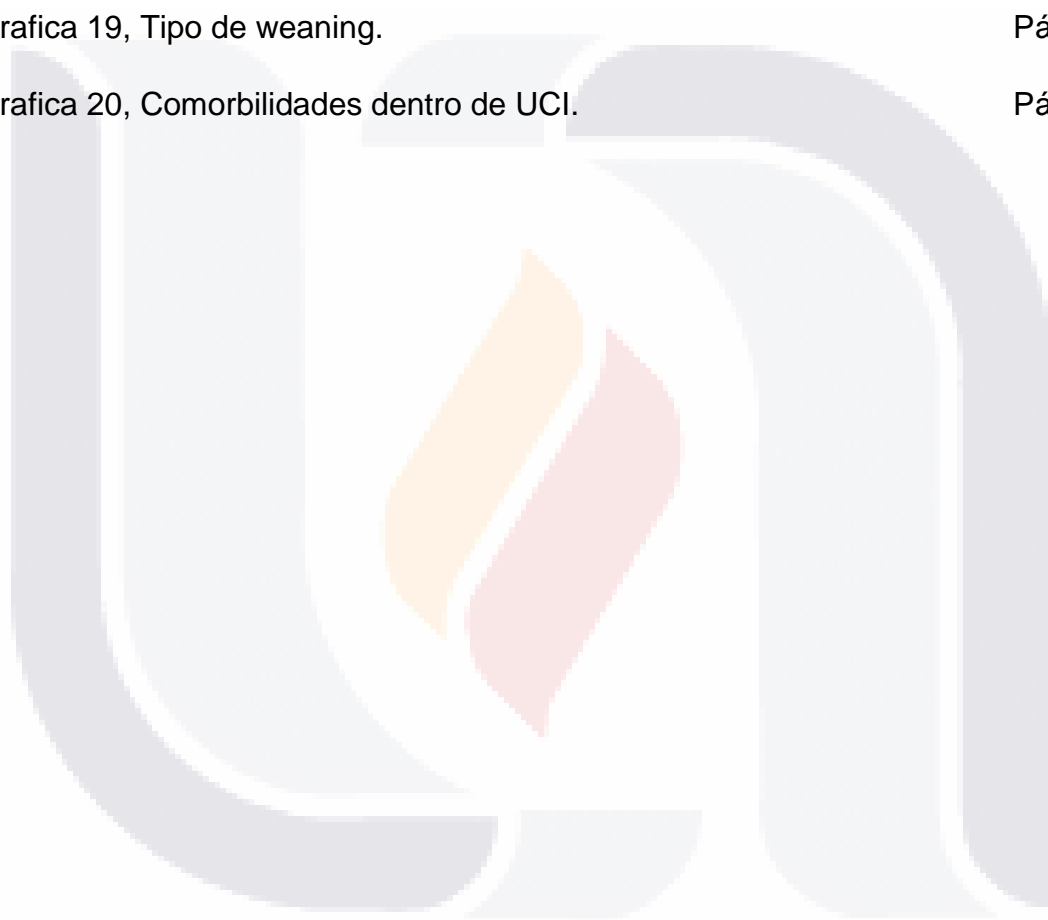 rafica 19, Tipo de weaning. Pá
rafica 20, Comorbilidades dentro de UCI. Pá